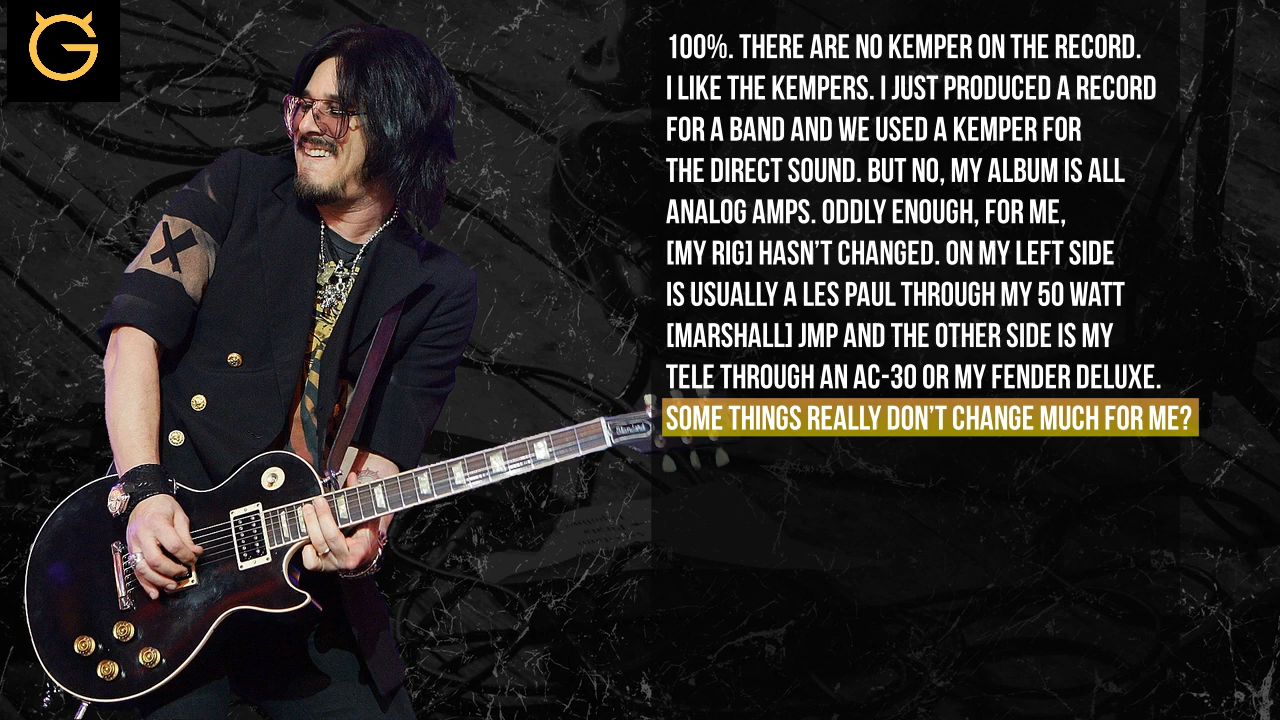 100%. THERE ARE NO KEMPER ON THE RECORD.
I LIKE THE KEMPERS. I JUST PRODUCED A RECORD
FOR A BAND AND WE USED A KEMPER FOR
THE DIRECT SOUND. BUT NO, MY ALBUM IS ALL
ANALOG AMPS. ODDLY ENOUGH, FOR ME,
[MY RIG] HASN'T CHANGED. ON MY LEFT SIDE
IS USUALLY A LES PAUL THROUGH MY 50 WATT
[MARSHALL] JMP AND THE OTHER SIDE IS MY
TELE THROUGH AN AC-30 OR MY FENDER DELUXE.
SOME THINGS REALLY DON'T CHANGE MUCH FOR ME?